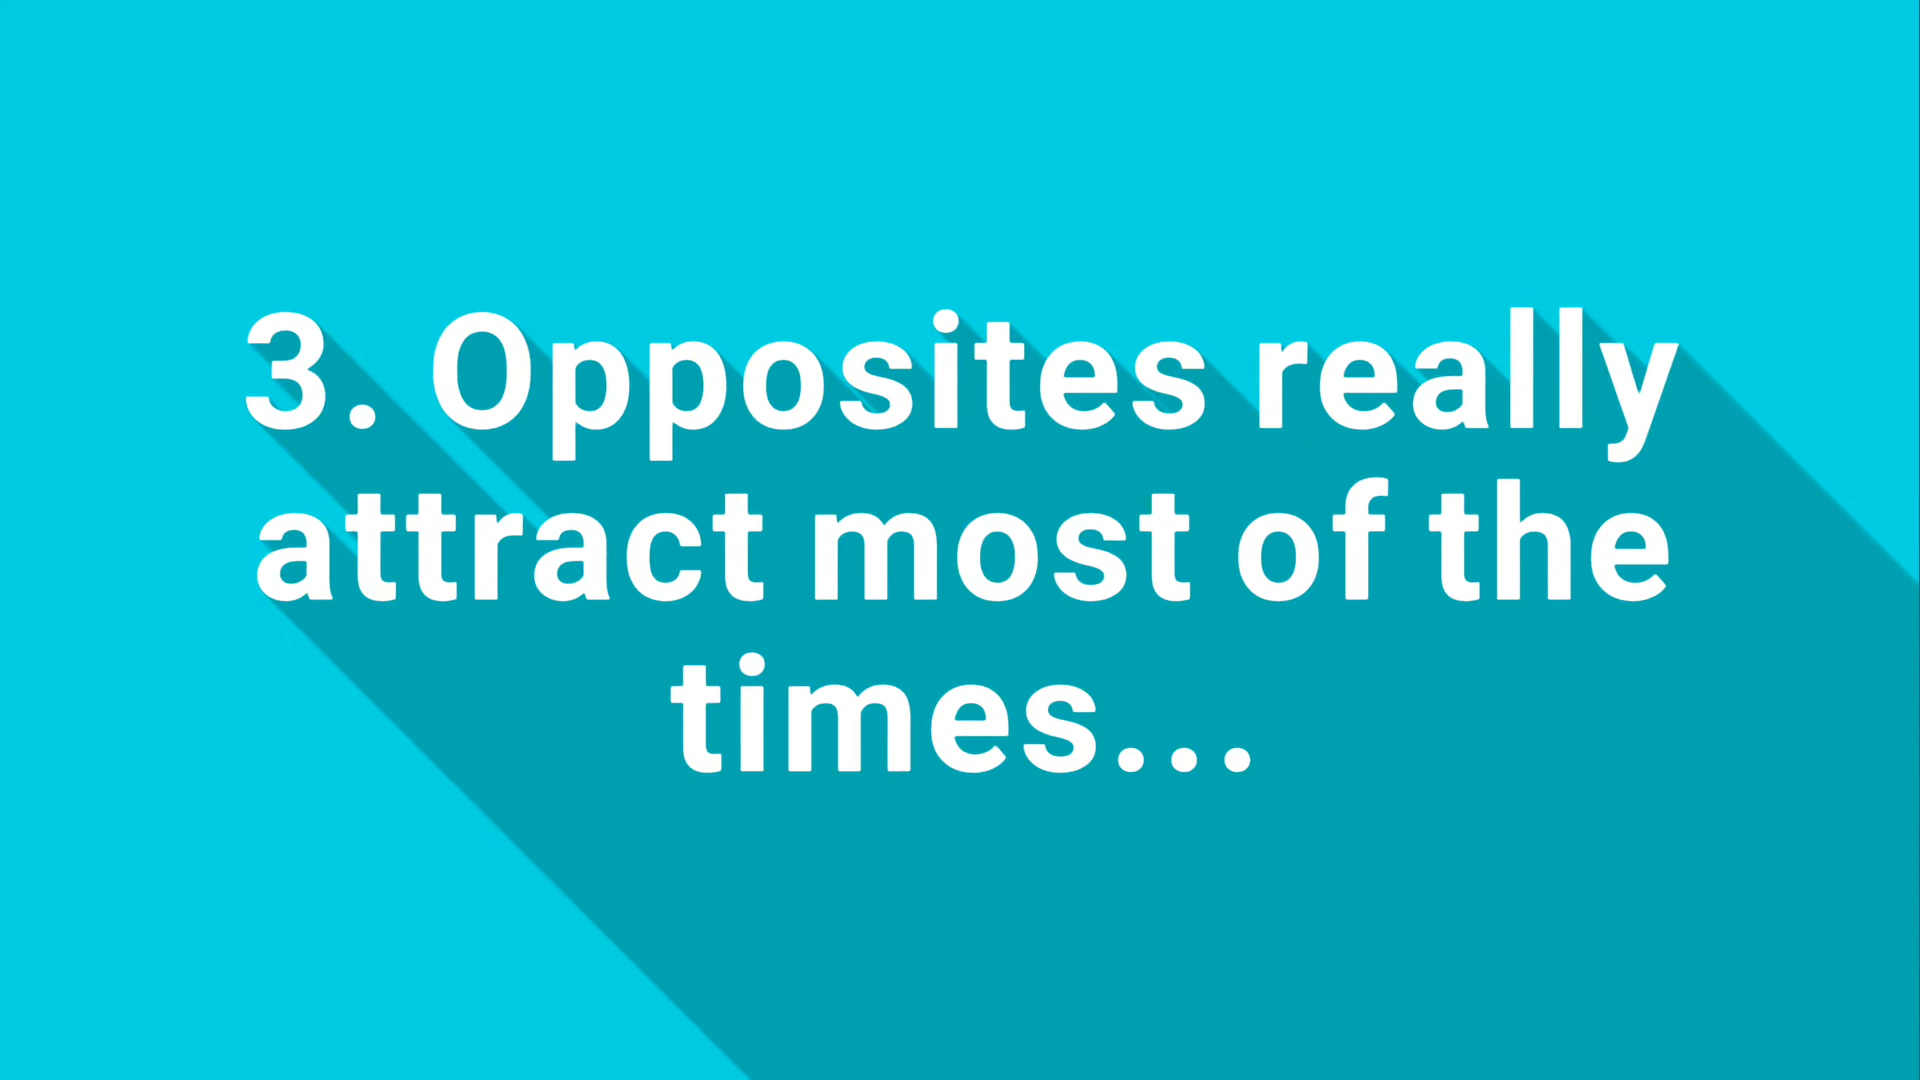 3. Opposites really
attract most of the
times...